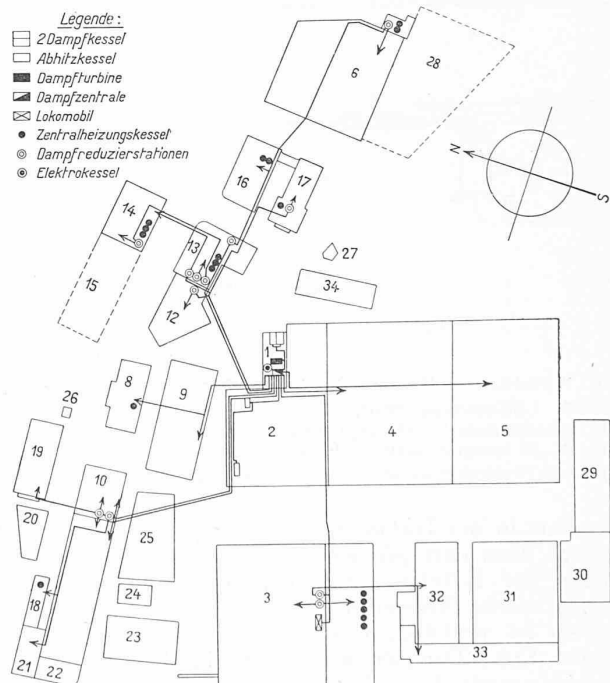 Legende:
2 Dampfkessel
Abhitzkessel
Dampfturbine
Dampfzentrale
Lokomobil
Zentralheizungskessel
Dampfreduzierstationen
Elektrokessel
6
28
N
S
16
17
14
13
15
12
27
34
1
8
9
26
2
4
5
19
10
29
20
25
30
18
24
3
32
31
23
33
21
22